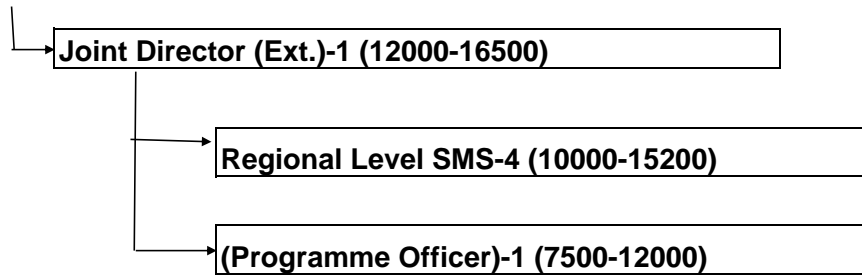 Joint Director (Ext.)-1 (12000-16500)
Regional Level SMS-4 (10000-15200)
(Programme Officer)-1 (7500-12000)